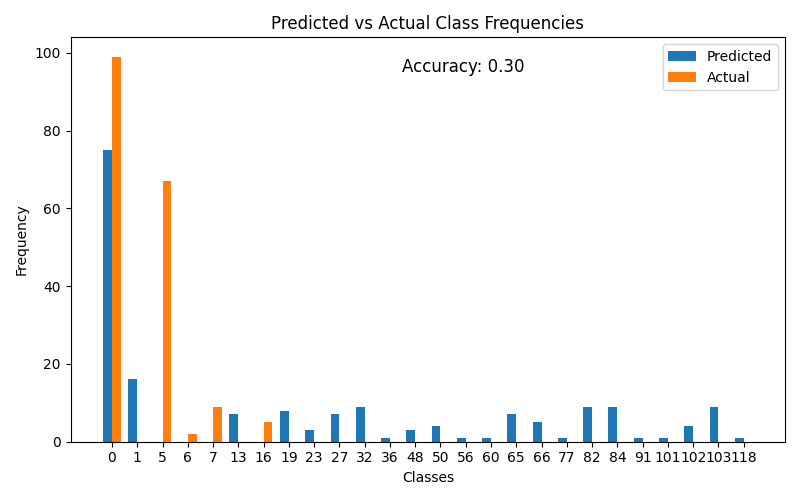 Predicted vs Actual Class Frequencies
Accuracy: 0.30
Predicted
Actual
Frequency
100
80
60
40
20
0
0 1 5 6 7 13 16 19 23 27 32 36 48 50 56 60 65 66 77 82 84 91 101 102 103 118
Classes